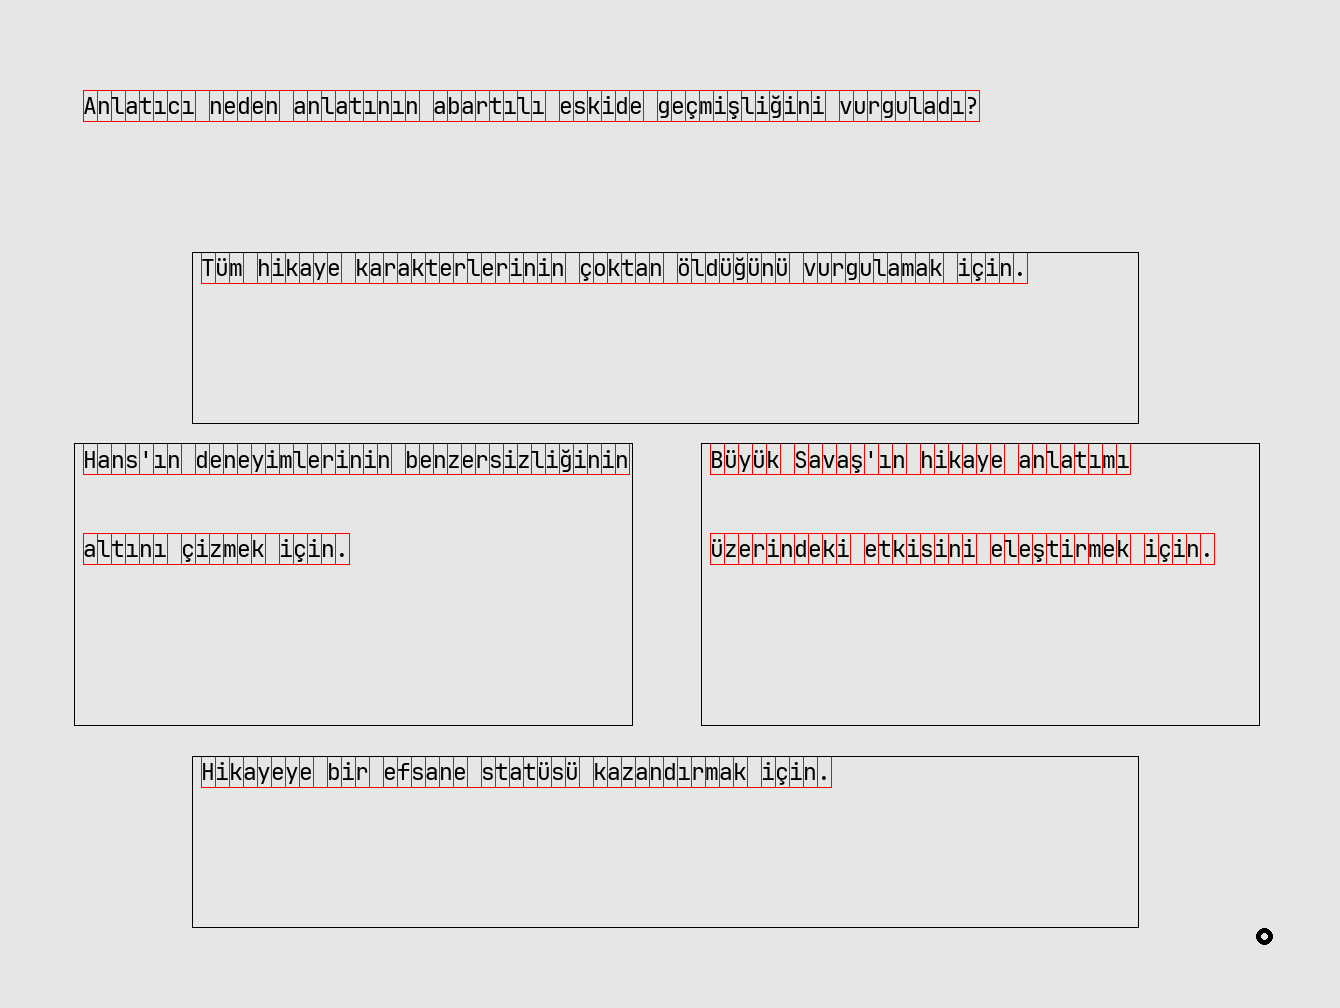 Anlatıcı neden anlatının abartılı eskide geçmişliğini vurguladı?
Tüm hikaye karakterlerinin çoktan öldüğünü vurgulamak için.
Hans'ın deneyimlerinin benzersizliğinin
altını çizmek için.
Büyük Savaş'ın hikaye anlatımı
üzerindeki etkisini eleştirmek için.
Hikayeye bir efsane statüsü kazandırmak için.